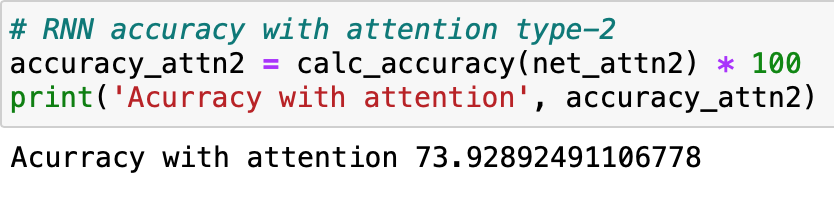 # RNN accuracy with attention type-2
accuracy_attn2 = calc_accuracy(net_attn2) * 100
print('Acurracy with attention', accuracy_attn2)
Acurracy with attention 73.92892491106778